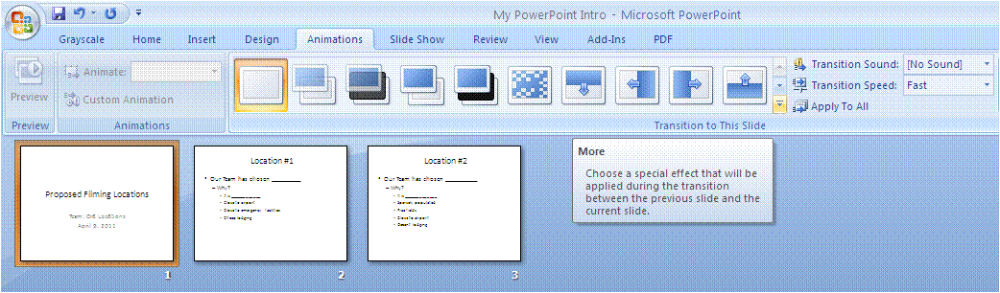 My PowerPoint Intro - Microsoft PowerPoint
Grayscale Home Insert Design Animations Slide Show Review View Add-Ins PDF
Preview
Animate:
Custom Animation
Transition Sound: [No Sound]
Transition Speed: Fast
Apply To All
Preview Animations Transition to This Slide
More
Choose a special effect that will be
applied during the transition
between the previous slide and the
current slide.
Proposed Filming Locations
April 3, 2011
1
Location #1
• Our Team has chosen ________
– Why?
2
Location #2
• Our Team has chosen ________
– Why?
3